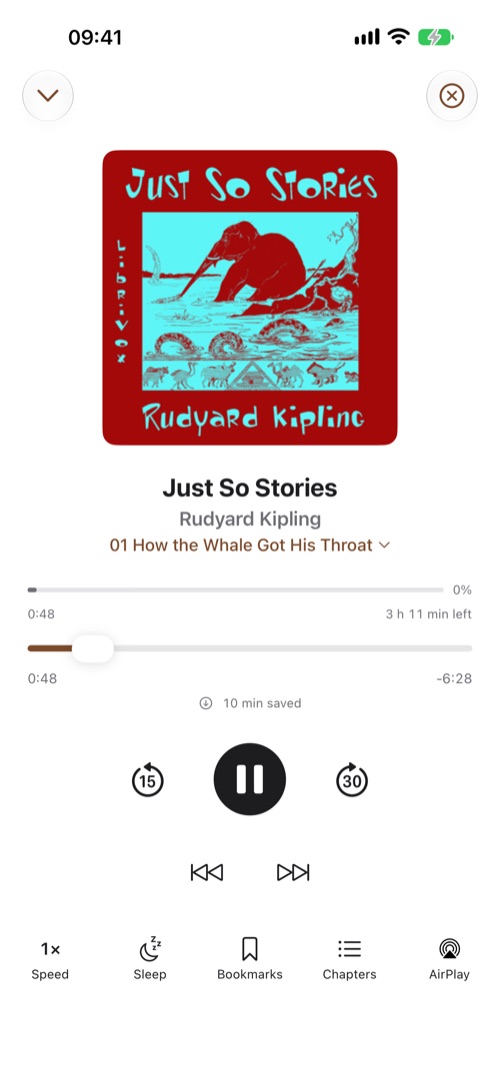 09:41
Just So Stories
LibriVox
Rudyard Kipling
Just So Stories
Rudyard Kipling
01 How the Whale Got His Throat
0%
0:48
3 h 11 min left
0:48
-6:28
10 min saved
15
30
1×
Speed
zzz
Sleep
Bookmarks
Chapters
AirPlay